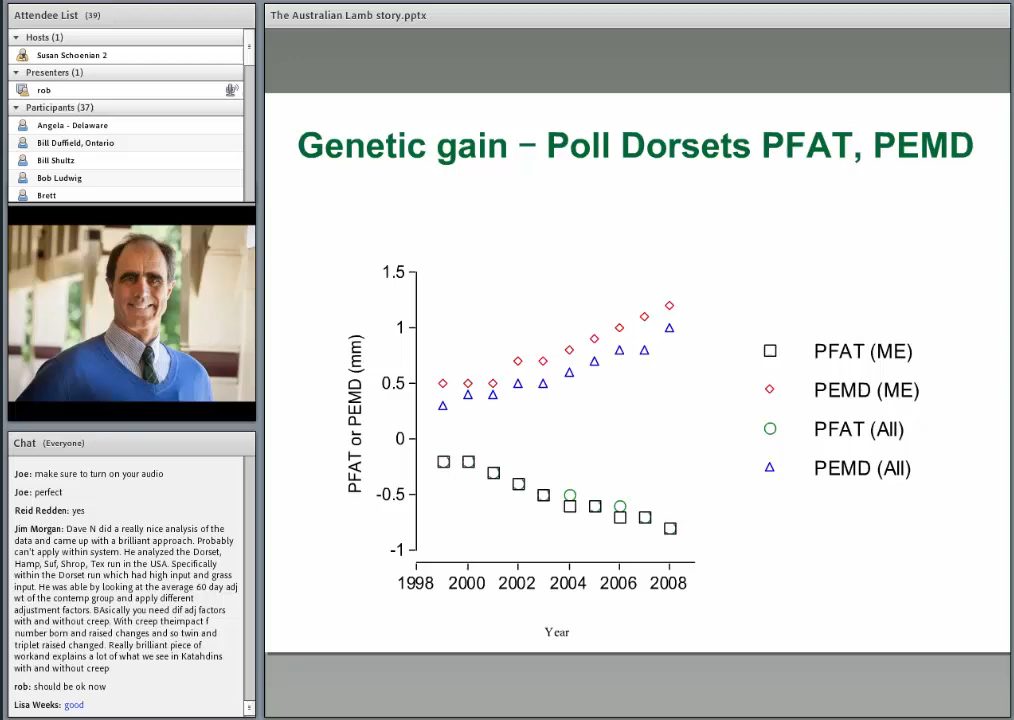 Attendee List (39)
Hosts (1)
Susan Schoenian 2
Presenters (1)
rob
Participants (37)
Angela - Delaware
Bill Duffield, Ontario
Bill Shultz
Bob Ludwig
Brett
Chat (Everyone)
Joe: make sure to turn on your audio
Joe: perfect
Reid Redden: yes
Jim Morgan: Dave N did a really nice analysis of the
data and came up with a brilliant approach. Probably
can't apply within system. He analyzed the Dorset,
Hamp, Suf, Shrop, Tex run in the USA. Specifically
within the Dorset run which had high input and grass
input. He was able by looking at the average 60 day adj
wt of the contemp group and apply different
adjustment factors. BAsically you need dif adj factors
with and without creep. With creep theimpact f
number born and raised changes and so twin and
triplet raised changed. Really brilliant piece of
workand explains a lot of what we see in Katahdins
with and without creep
rob: should be ok now
Lisa Weeks: good
The Australian Lamb story.pptx
Genetic gain – Poll Dorsets PFAT, PEMD
PFAT or PEMD (mm)
1.5
1
0.5
0
-0.5
-1
1998 2000 2002 2004 2006 2008
Year
PFAT (ME)
PEMD (ME)
PFAT (All)
PEMD (All)